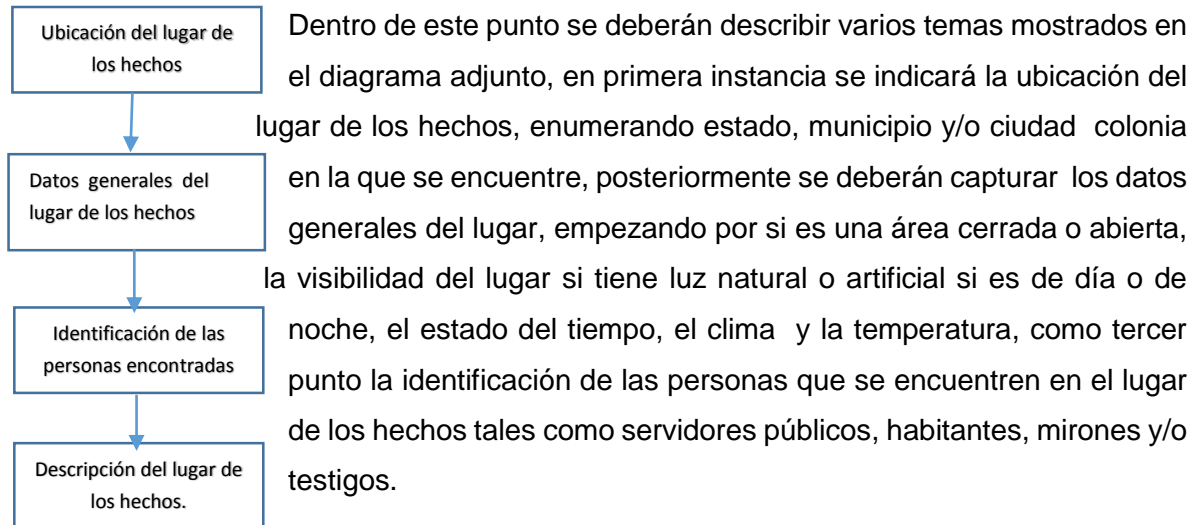 Ubicación del lugar de
los hechos
Datos generales del
lugar de los hechos
Identificación de las
personas encontradas
Descripción del lugar de
los hechos.
Dentro de este punto se deberán describir varios temas mostrados en
el diagrama adjunto, en primera instancia se indicará la ubicación del
lugar de los hechos, enumerando estado, municipio y/o ciudad colonia
en la que se encuentre, posteriormente se deberán capturar los datos
generales del lugar, empezando por si es una área cerrada o abierta,
la visibilidad del lugar si tiene luz natural o artificial si es de día o de
noche, el estado del tiempo, el clima y la temperatura, como tercer
punto la identificación de las personas que se encuentren en el lugar
de los hechos tales como servidores públicos, habitantes, mirones y/o
testigos.